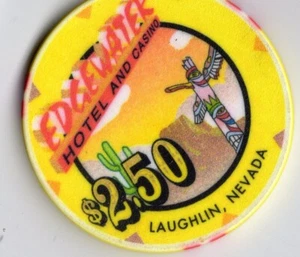 EDGEWATER
HOTEL AND CASINO
$2.50
LAUGHLIN, NEVADA